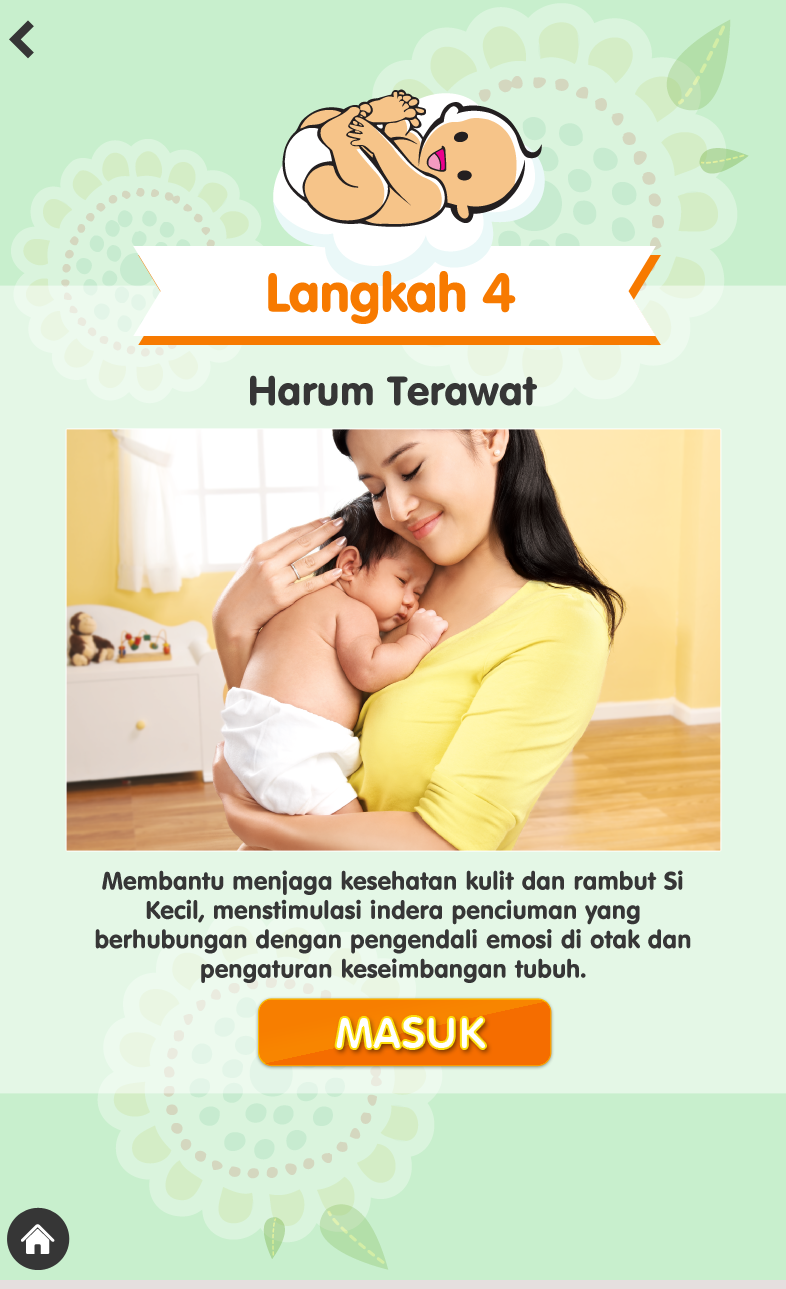 Langkah 4
Harum Terawat
Membantu menjaga kesehatan kulit dan rambut Si
Kecil, menstimulasi indera penciuman yang
berhubungan dengan pengendali emosi di otak dan
pengaturan keseimbangan tubuh.
MASUK